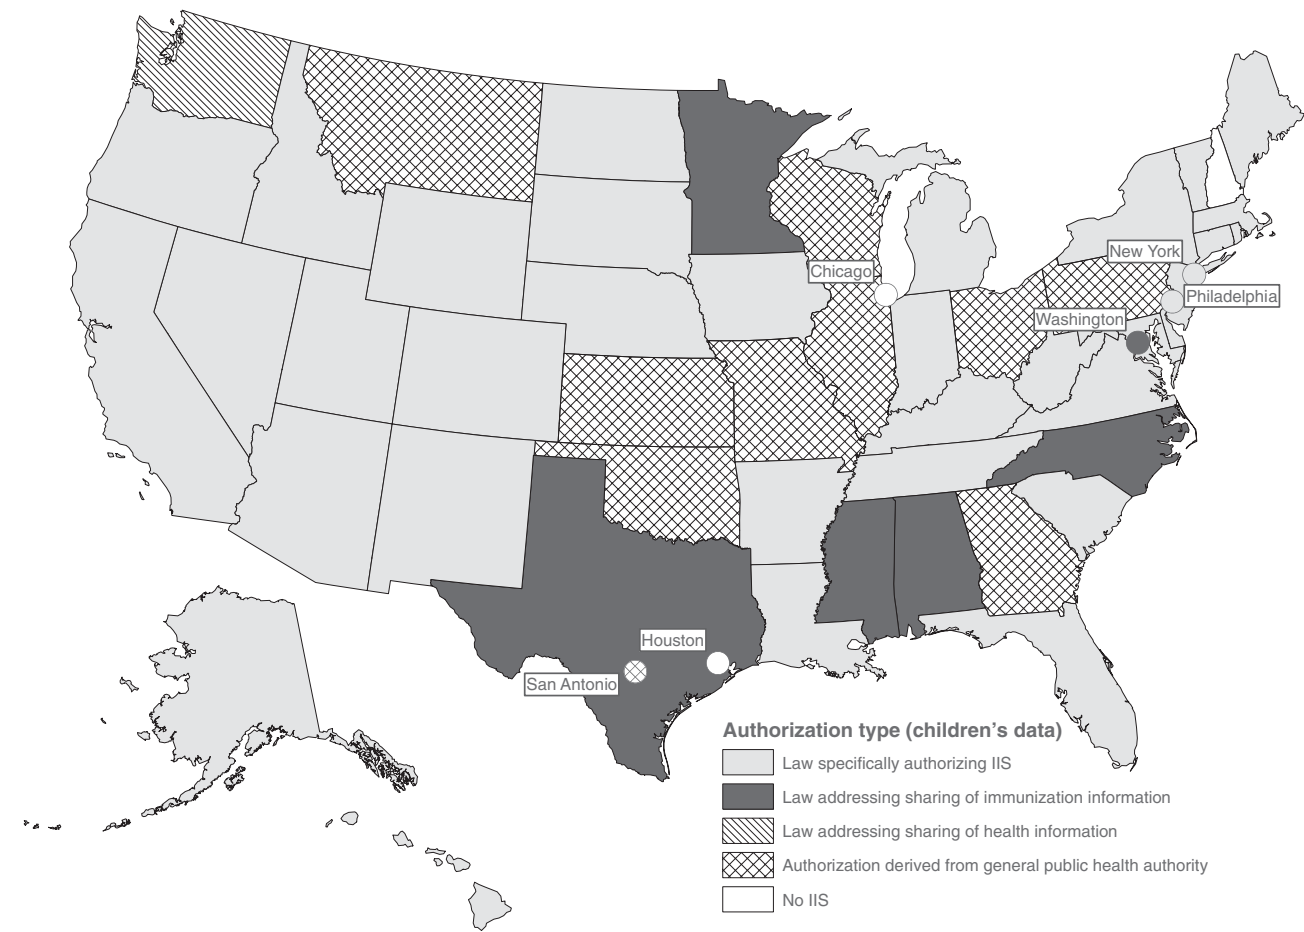 New York
Chicago
Philadelphia
Washington
Houston
San Antonio
Authorization type (children’s data)
Law specifically authorizing IIS
Law addressing sharing of immunization information
Law addressing sharing of health information
Authorization derived from general public health authority
No IIS